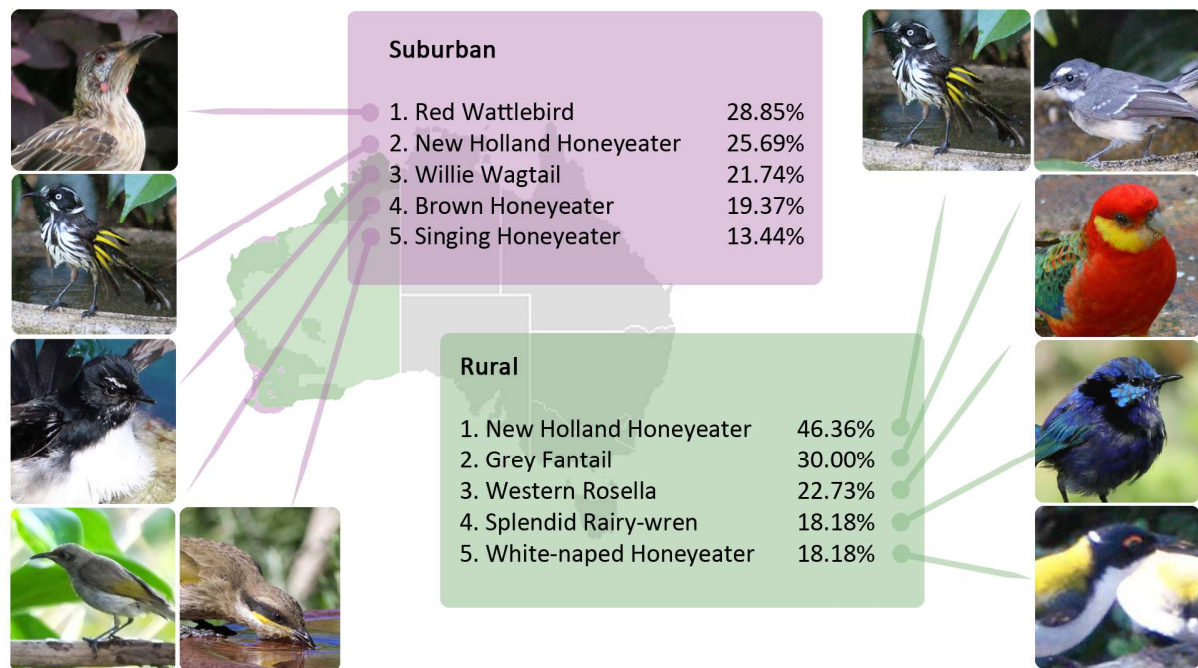 Suburban
1. Red Wattlebird 28.85%
2. New Holland Honeyeater 25.69%
3. Willie Wagtail 21.74%
4. Brown Honeyeater 19.37%
5. Singing Honeyeater 13.44%
Rural
1. New Holland Honeyeater 46.36%
2. Grey Fantail 30.00%
3. Western Rosella 22.73%
4. Splendid Rairy-wren 18.18%
5. White-naped Honeyeater 18.18%